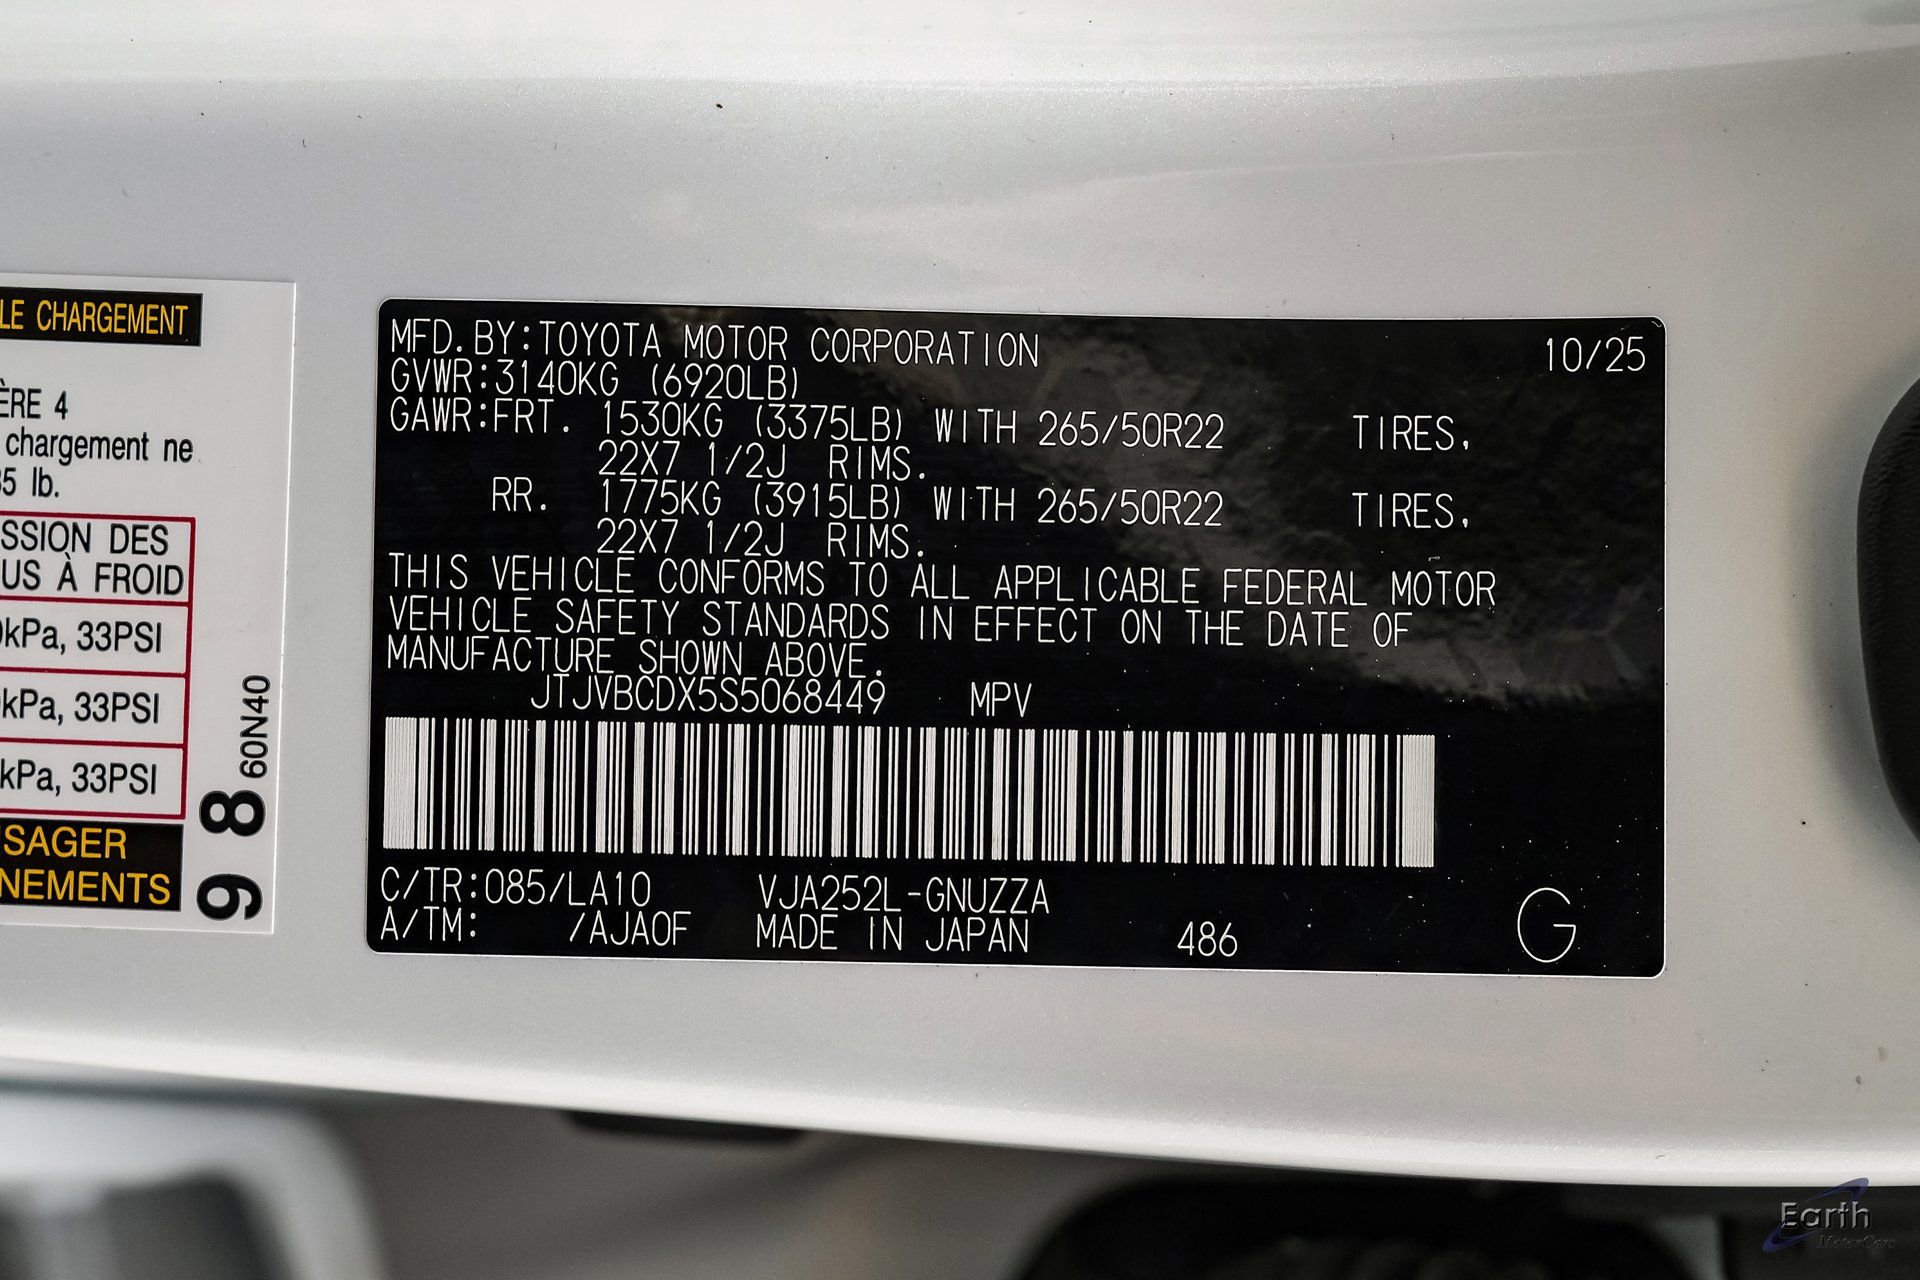 LE CHARGEMENT
ÈRE 4
chargement ne
35 lb.
SSION DES
US À FROID
kPa, 33PSI
kPa, 33PSI
kPa, 33PSI
SAGER
NEMENTS
98 60N40
MFD.BY:TOYOTA MOTOR CORPORATION 10/25
GVWR:3140KG (6920LB)
GAWR:FRT. 1530KG (3375LB) WITH 265/50R22 TIRES,
22X7 1/2J RIMS.
RR. 1775KG (3915LB) WITH 265/50R22 TIRES,
22X7 1/2J RIMS.
THIS VEHICLE CONFORMS TO ALL APPLICABLE FEDERAL MOTOR
VEHICLE SAFETY STANDARDS IN EFFECT ON THE DATE OF
MANUFACTURE SHOWN ABOVE.
JTJVBCDX5S5068449 MPV
C/TR:085/LA10 VJA252L-GNUZZA
A/TM: /AJA0F MADE IN JAPAN 486 G
Earth
MotorCars